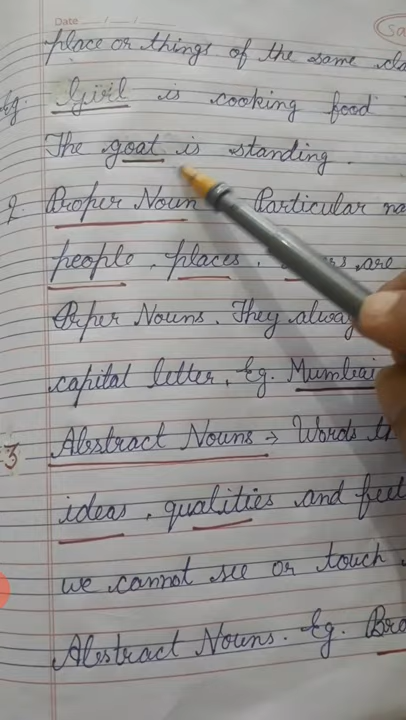 Date / /
place or things of the same
Eg. Girl is cooking food
The goat is standing.
2. Proper Noun Particular
people, places, are
Proper Nouns. They
capital letter. Eg. Mumbai
3 Abstract Nouns → Words
ideas, qualities and
we cannot see or touch
Abstract Nouns. Eg.